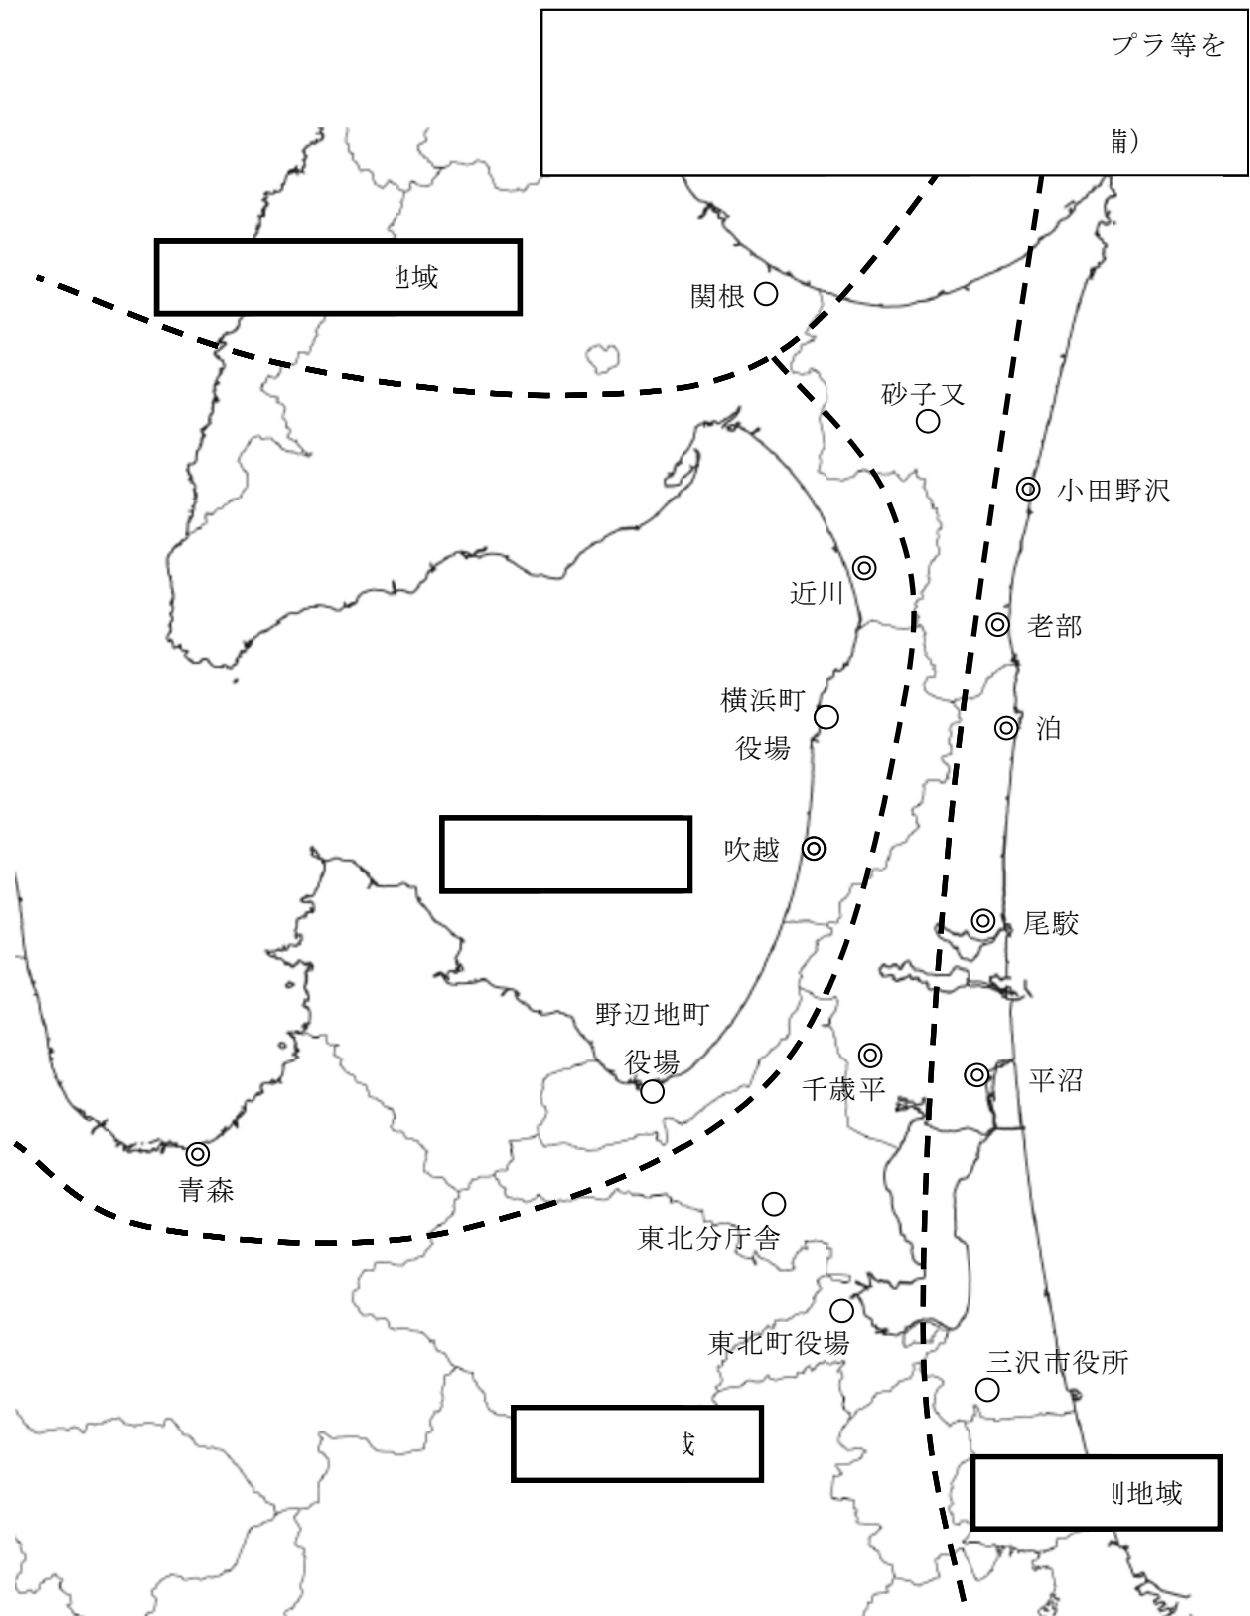 プラ等を
備）
地域
関根
砂子又
小田野沢
近川
老部
横浜町
役場
泊
吹越
尾駮
野辺地町
役場
千歳平
平沼
青森
東北分庁舎
東北町役場
三沢市役所
域
側地域